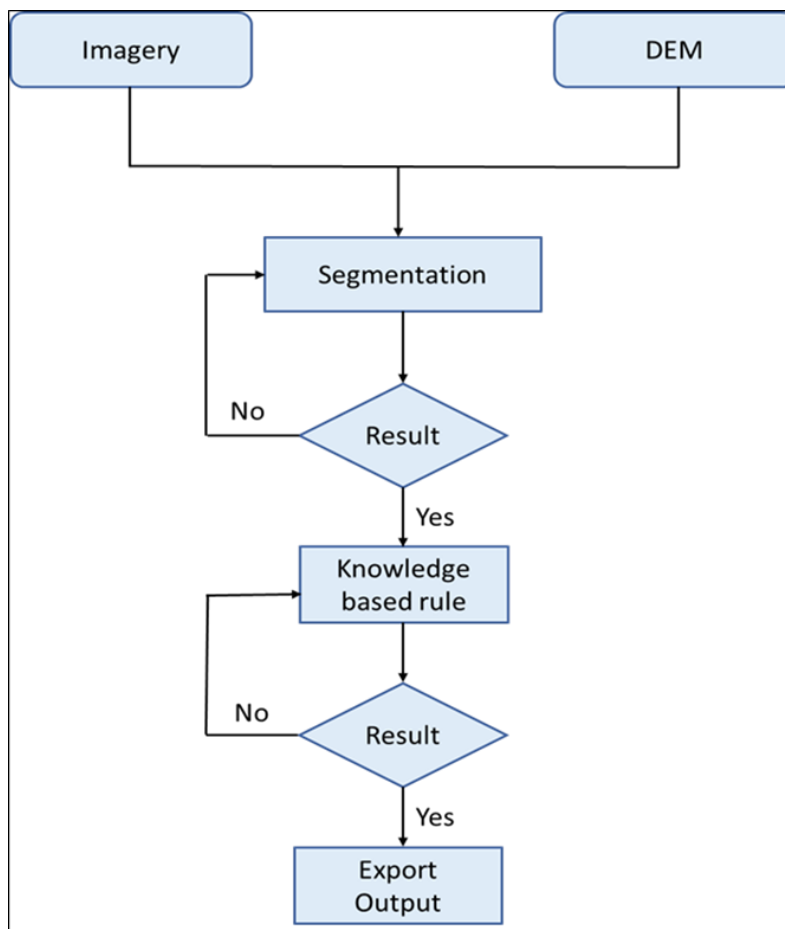 Imagery
DEM
Segmentation
No
Result
Yes
Knowledge
based rule
No
Result
Yes
Export
Output